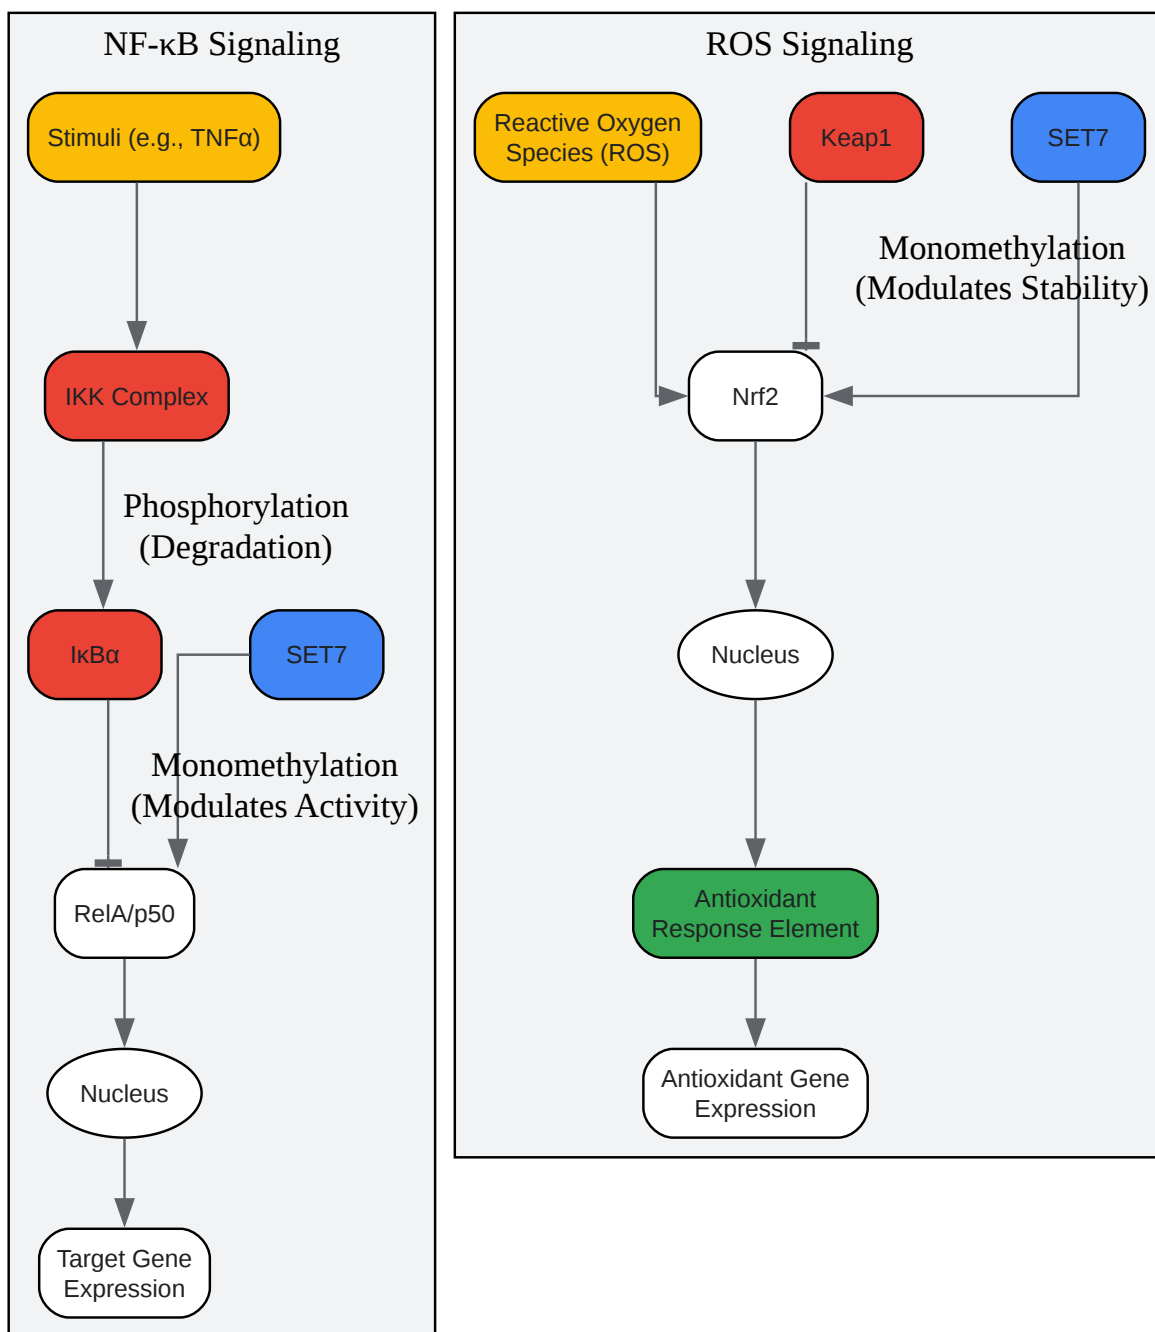 NF-κB Signaling
Stimuli (e.g., TNFα)
IKK Complex
Phosphorylation
(Degradation)
IκBα
SET7
Monomethylation
(Modulates Activity)
RelA/p50
Nucleus
Target Gene
Expression
ROS Signaling
Reactive Oxygen
Species (ROS)
Keap1
SET7
Monomethylation
(Modulates Stability)
Nrf2
Nucleus
Antioxidant
Response Element
Antioxidant Gene
Expression